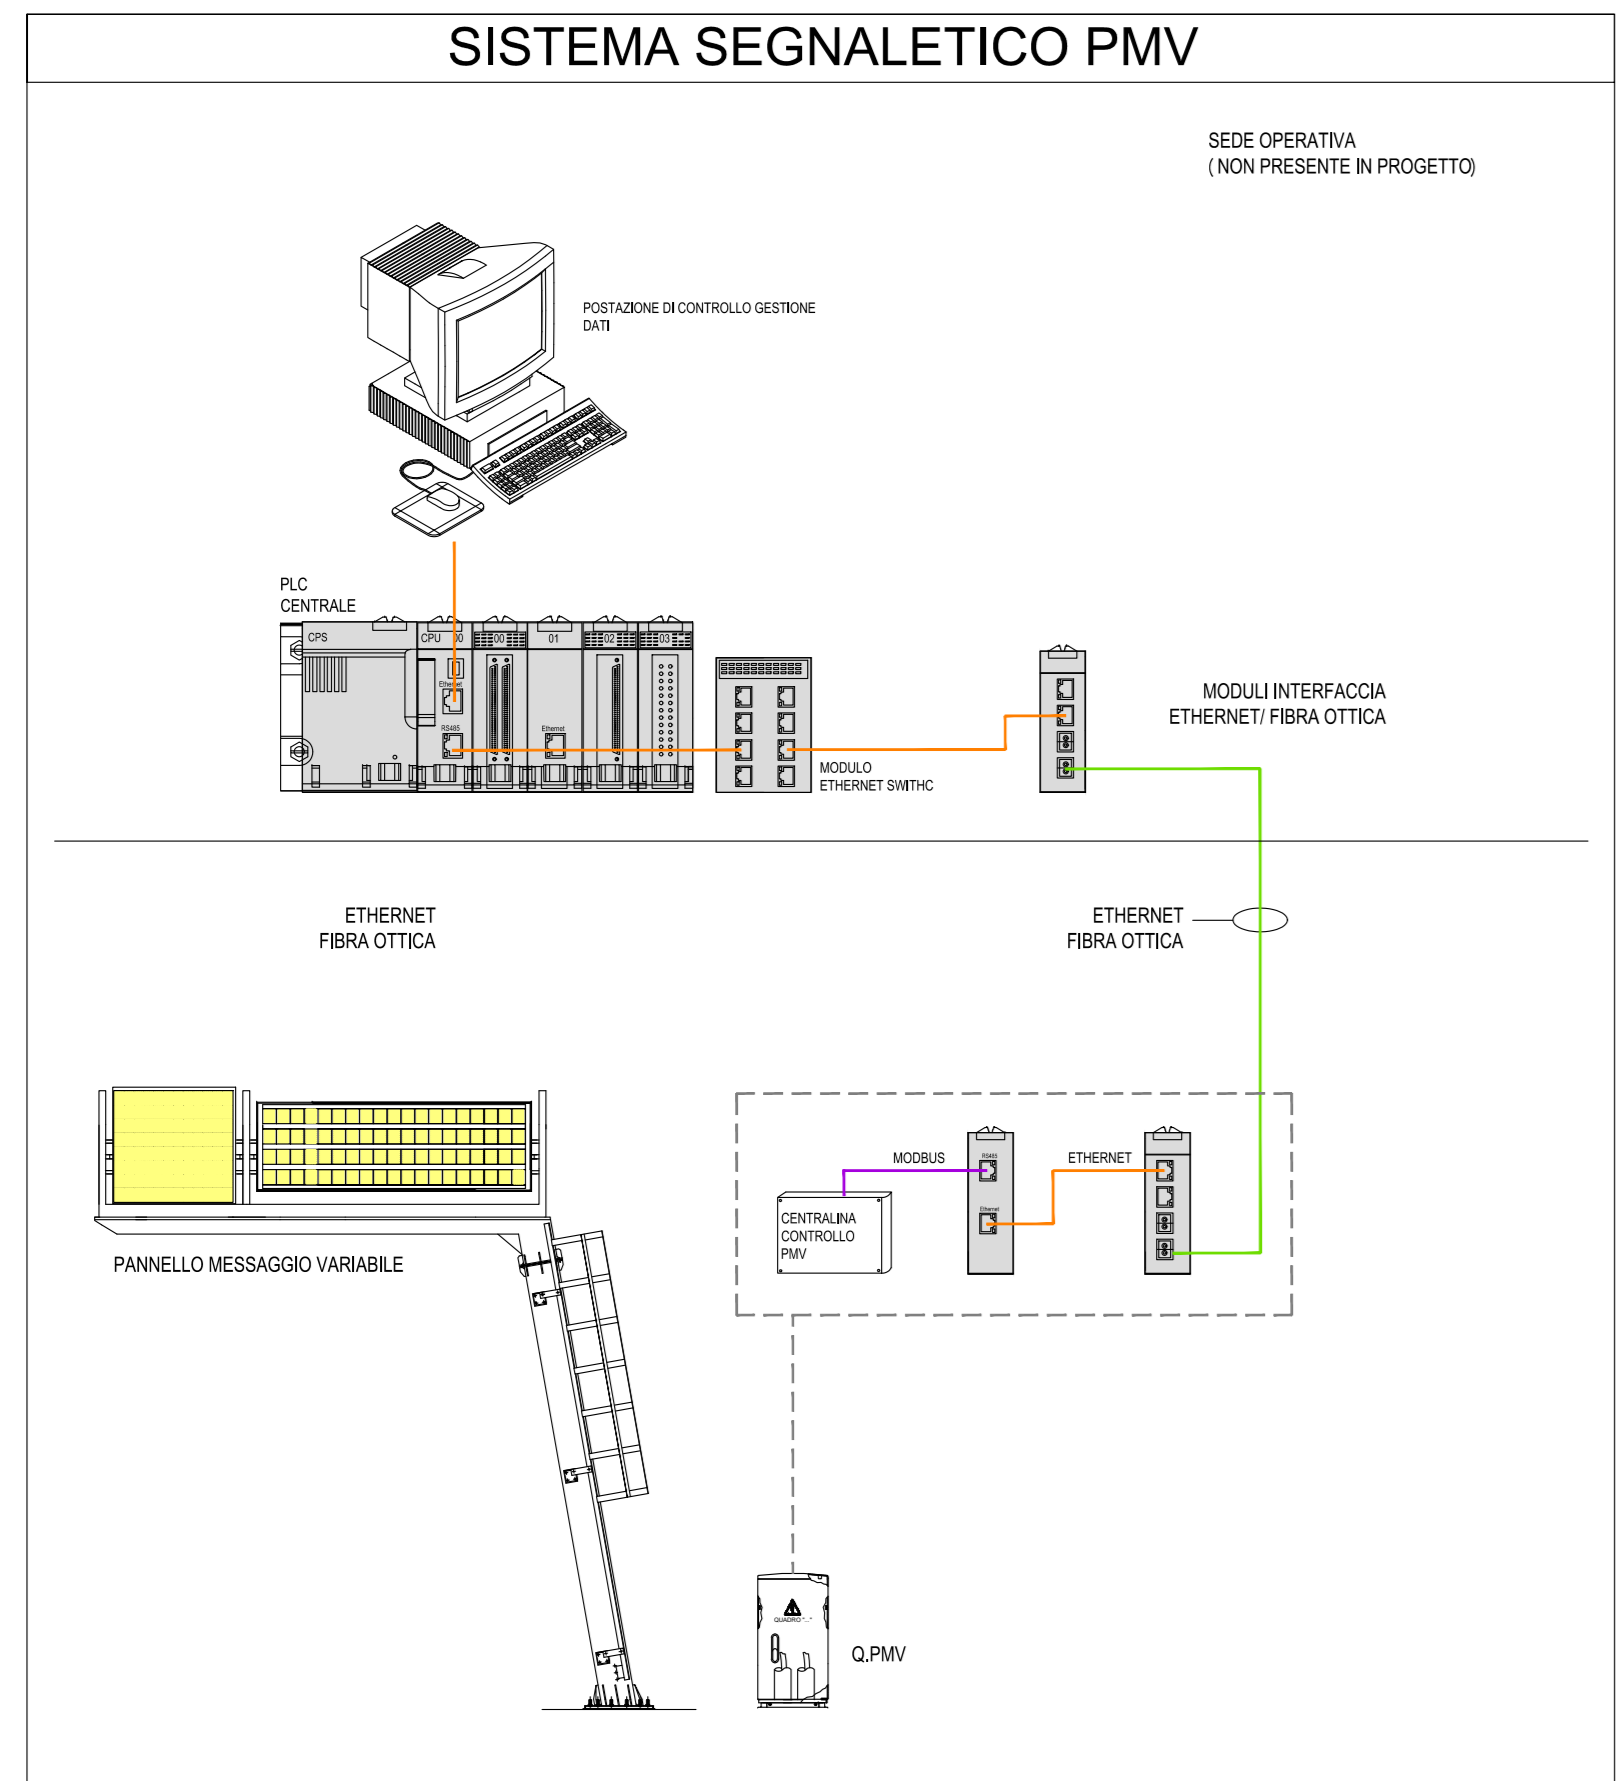 SISTEMA SEGNALETICO PMV
SEDE OPERATIVA
( NON PRESENTE IN PROGETTO)
POSTAZIONE DI CONTROLLO GESTIONE
DATI
PLC
CENTRALE
CPS
CPU 00
00
01
02
03
Ethernet
RS485
Ethernet
MODULO
ETHERNET SWITHC
MODULI INTERFACCIA
ETHERNET/ FIBRA OTTICA
ETHERNET
FIBRA OTTICA
ETHERNET
FIBRA OTTICA
PANNELLO MESSAGGIO VARIABILE
MODBUS
RS485
ETHERNET
Ethernet
CENTRALINA
CONTROLLO
PMV
QUADRO "..."
Q.PMV